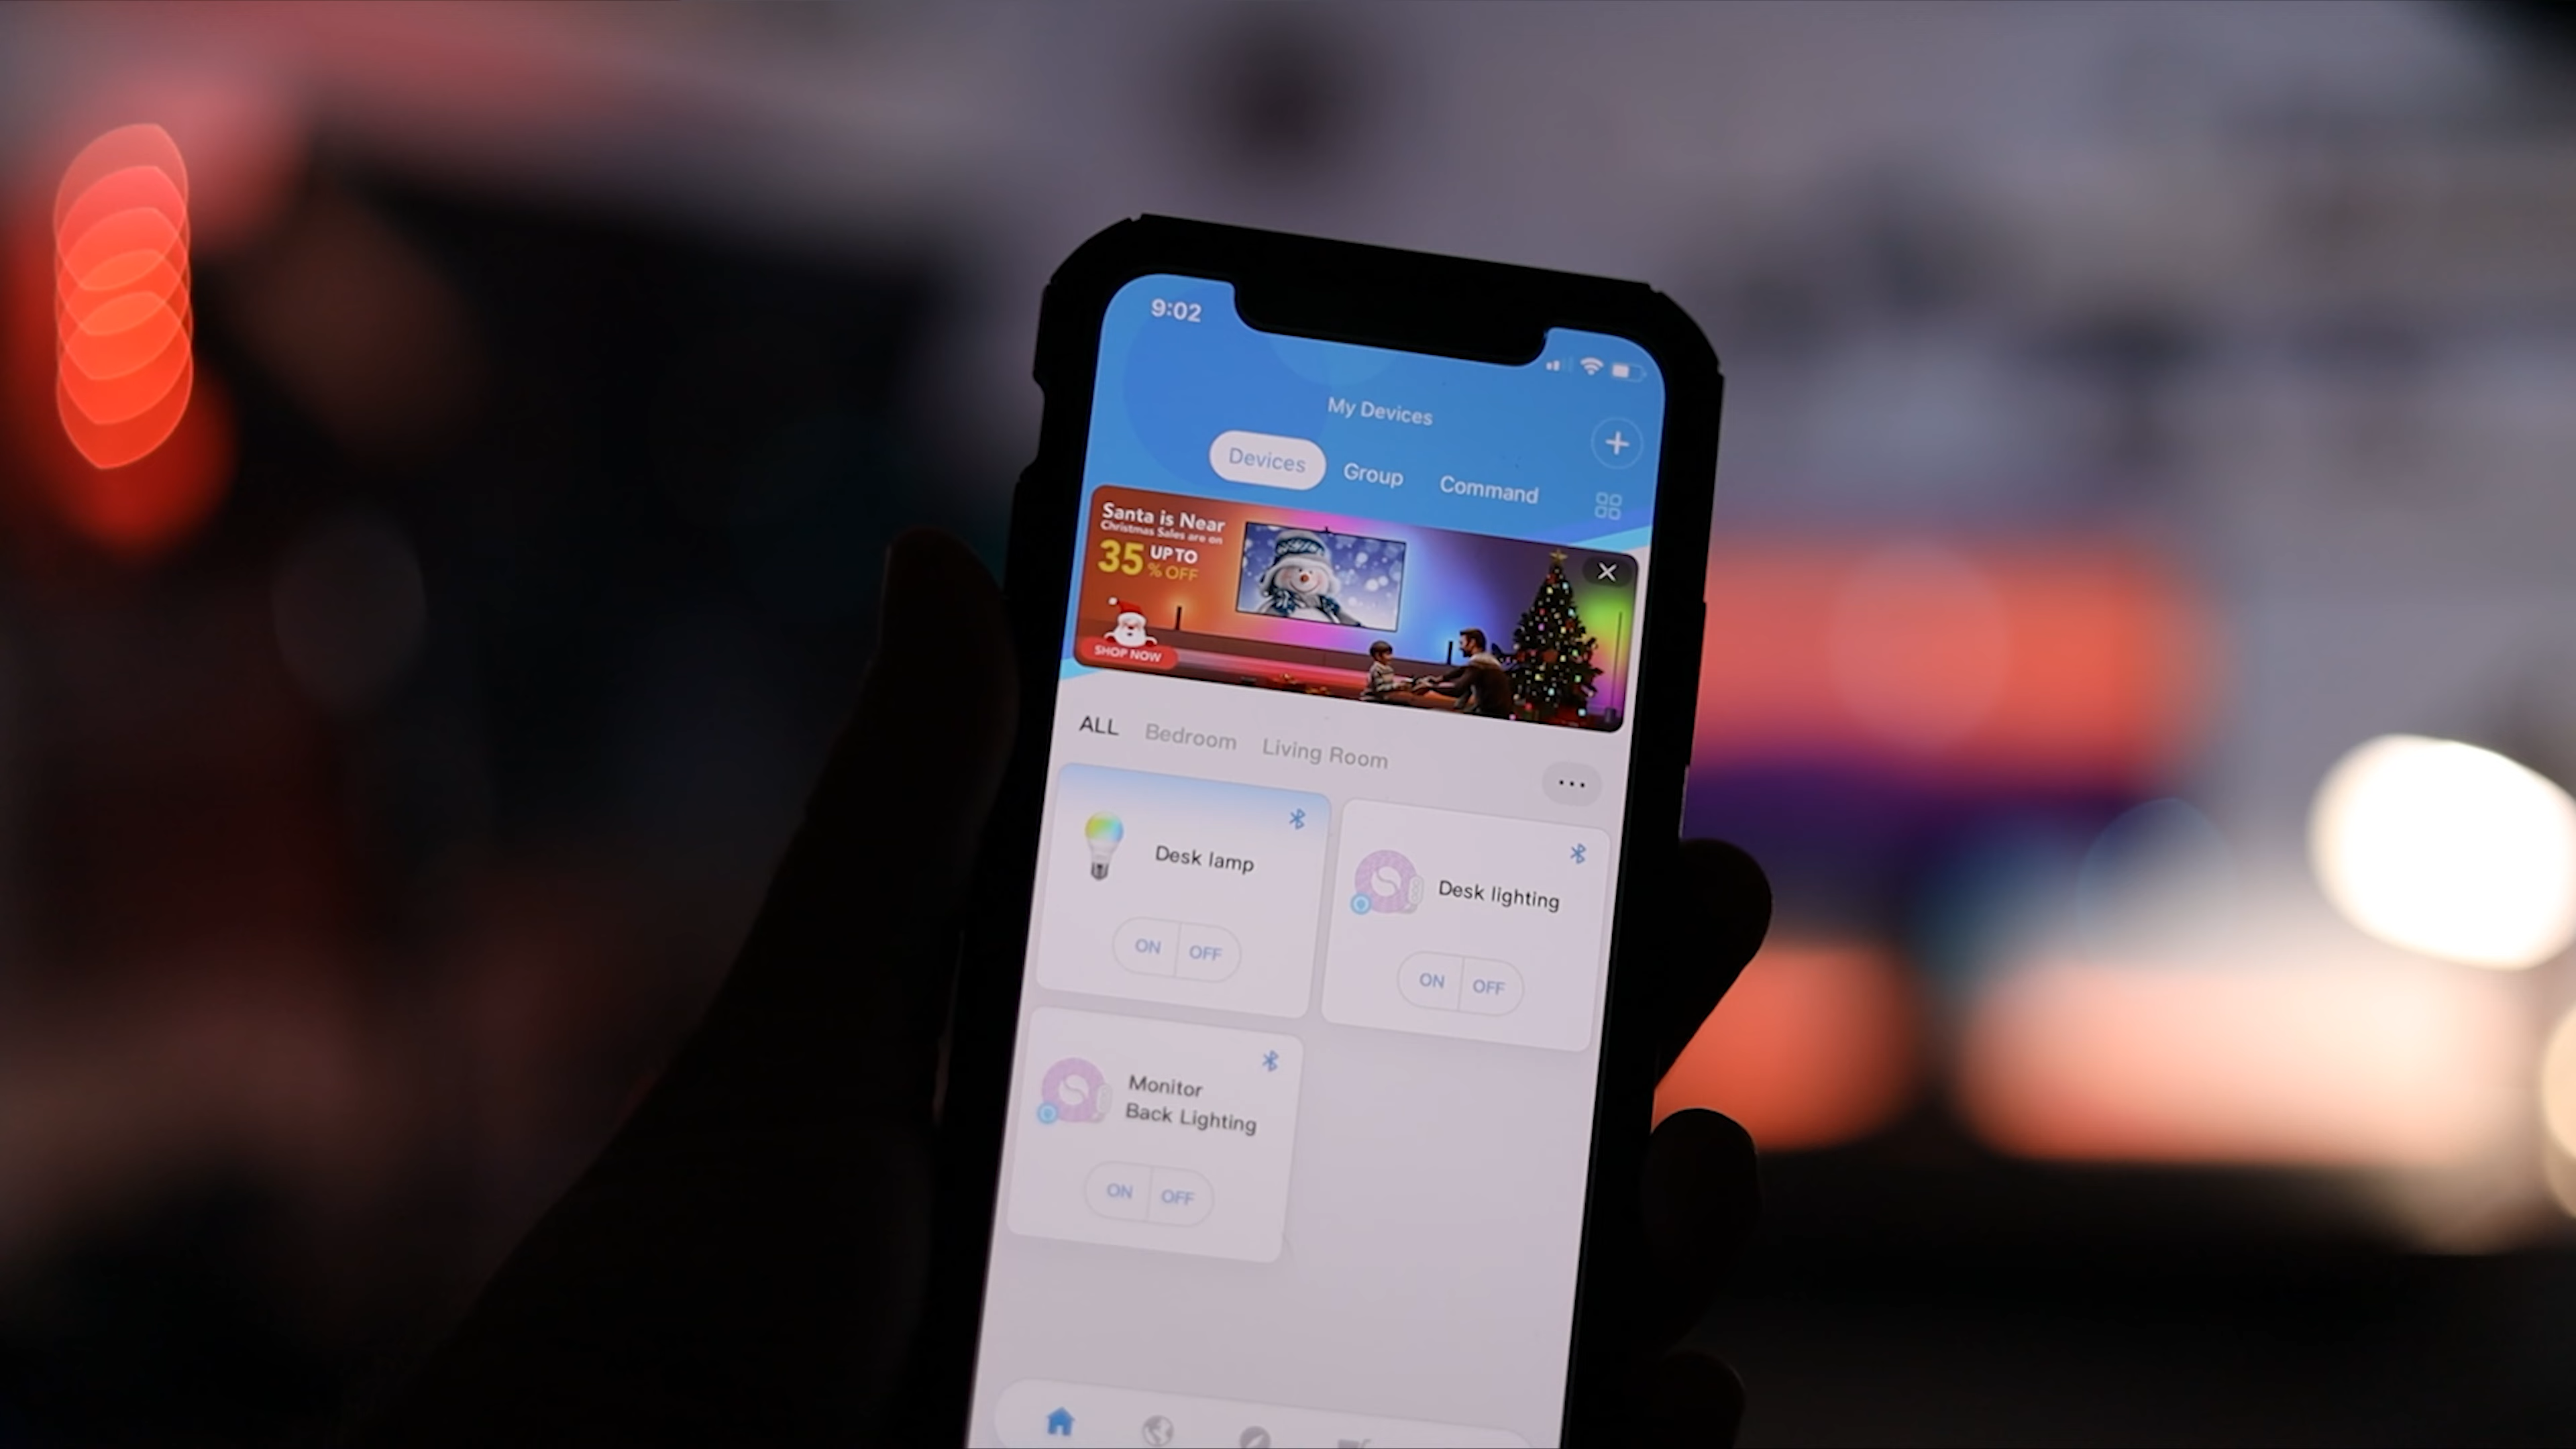 9:02
My Devices
Devices Group Command
Santa is Near
Christmas Sales are on
35 UP TO
% OFF
SHOP NOW
ALL Bedroom Living Room
Desk lamp
ON OFF
Desk lighting
ON OFF
Monitor
Back Lighting
ON OFF